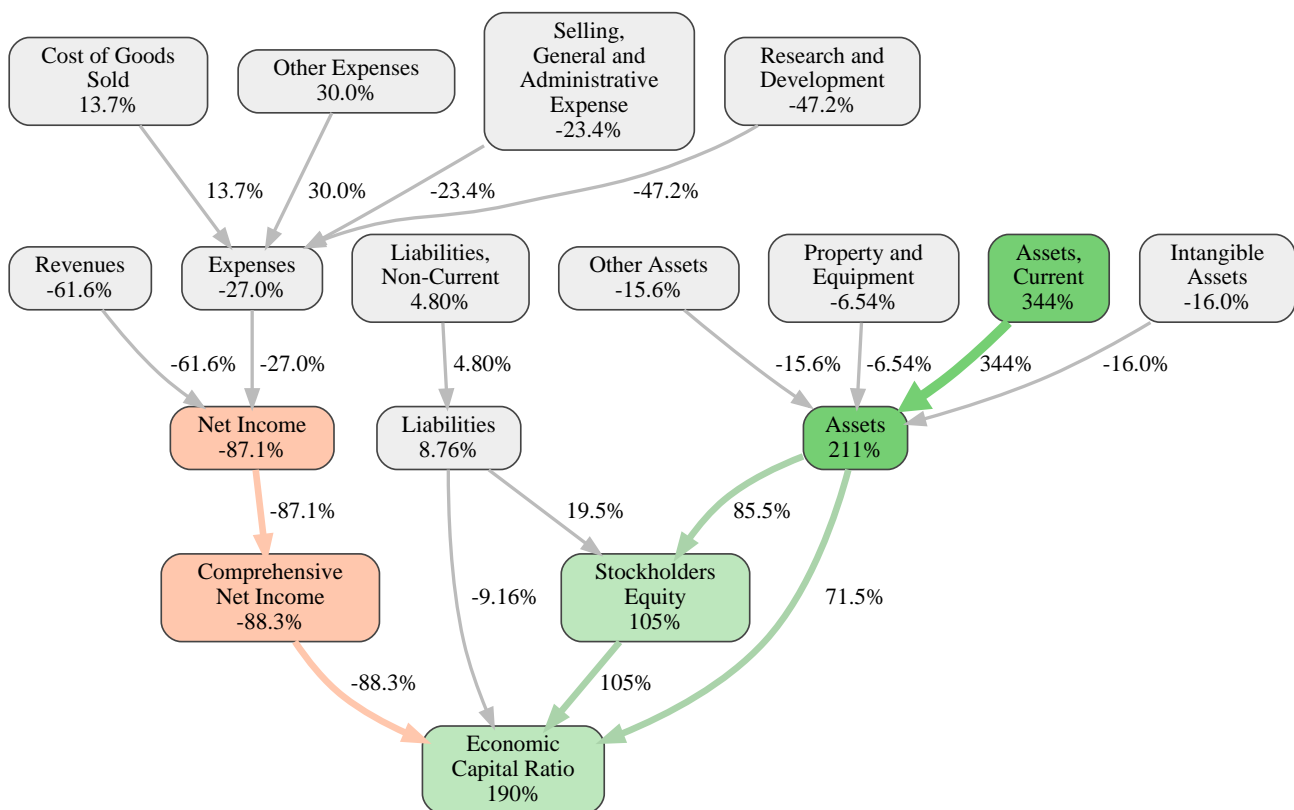 Cost of Goods
Sold
13.7%
Other Expenses
30.0%
Selling,
General and
Administrative
Expense
-23.4%
Research and
Development
-47.2%
13.7%
30.0%
-23.4%
-47.2%
Revenues
-61.6%
Expenses
-27.0%
Liabilities,
Non-Current
4.80%
Other Assets
-15.6%
Property and
Equipment
-6.54%
Assets,
Current
344%
Intangible
Assets
-16.0%
-61.6%
-27.0%
4.80%
-15.6%
-6.54%
344%
-16.0%
Net Income
-87.1%
Liabilities
8.76%
Assets
211%
-87.1%
19.5%
85.5%
Comprehensive
Net Income
-88.3%
-9.16%
Stockholders
Equity
105%
71.5%
-88.3%
105%
Economic
Capital Ratio
190%